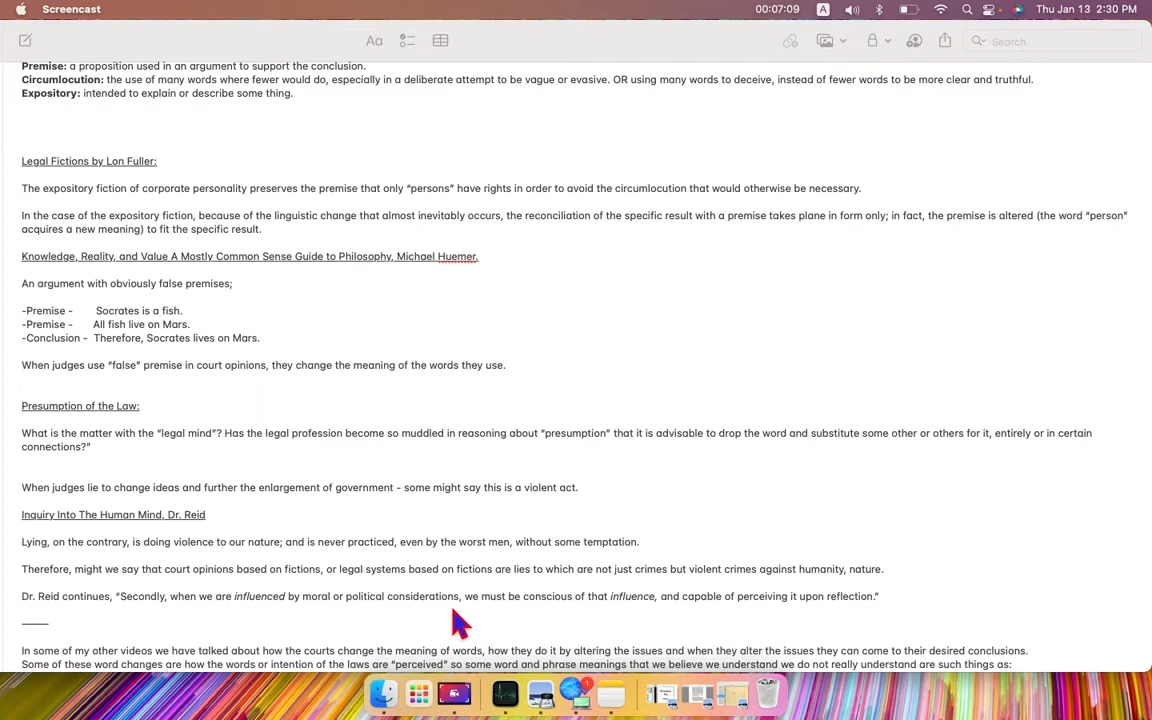 Screencast 00:07:09 A Thu Jan 13 2:30 PM
Aa Search
Premise: a proposition used in an argument to support the conclusion.
Circumlocution: the use of many words where fewer would do, especially in a deliberate attempt to be vague or evasive. OR using many words to deceive, instead of fewer words to be more clear and truthful.
Expository: intended to explain or describe some thing.
Legal Fictions by Lon Fuller:
The expository fiction of corporate personality preserves the premise that only “persons” have rights in order to avoid the circumlocution that would otherwise be necessary.
In the case of the expository fiction, because of the linguistic change that almost inevitably occurs, the reconciliation of the specific result with a premise takes plane in form only; in fact, the premise is altered (the word “person”
acquires a new meaning) to fit the specific result.
Knowledge, Reality, and Value A Mostly Common Sense Guide to Philosophy, Michael Huemer.
An argument with obviously false premises;
-Premise - Socrates is a fish.
-Premise - All fish live on Mars.
-Conclusion - Therefore, Socrates lives on Mars.
When judges use “false” premise in court opinions, they change the meaning of the words they use.
Presumption of the Law:
What is the matter with the “legal mind”? Has the legal profession become so muddled in reasoning about “presumption” that it is advisable to drop the word and substitute some other or others for it, entirely or in certain
connections?”
When judges lie to change ideas and further the enlargement of government - some might say this is a violent act.
Inquiry Into The Human Mind, Dr. Reid
Lying, on the contrary, is doing violence to our nature; and is never practiced, even by the worst men, without some temptation.
Therefore, might we say that court opinions based on fictions, or legal systems based on fictions are lies to which are not just crimes but violent crimes against humanity, nature.
Dr. Reid continues, “Secondly, when we are influenced by moral or political considerations, we must be conscious of that influence, and capable of perceiving it upon reflection.”
In some of my other videos we have talked about how the courts change the meaning of words, how they do it by altering the issues and when they alter the issues they can come to their desired conclusions.
Some of these word changes are how the words or intention of the laws are “perceived” so some word and phrase meanings that we believe we understand we do not really understand are such things as:
1